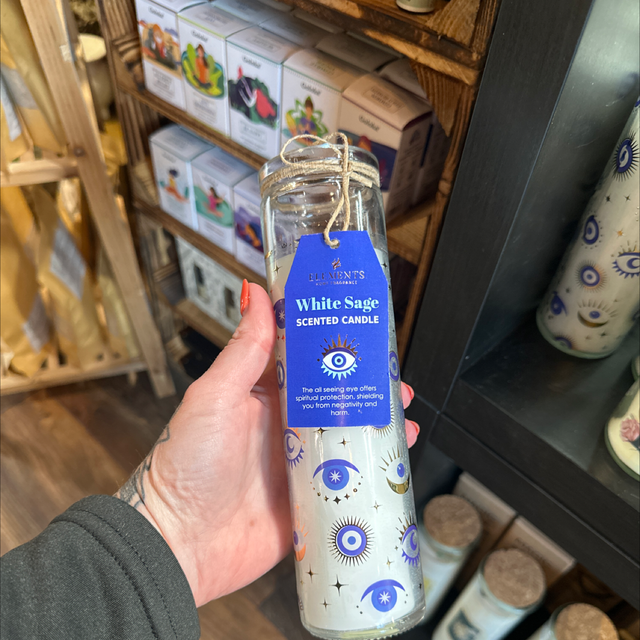 ELEMENTS
White Sage
SCENTED CANDLE
The all seeing eye offers
spiritual protection, shielding
you from negativity and
harm.